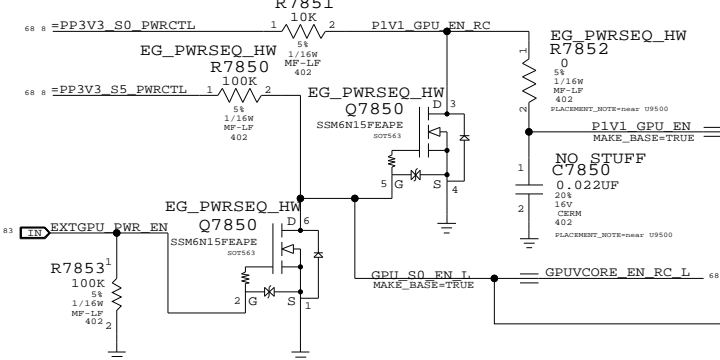 R7851
10K
68 8 =PP3V3_S0_PWRCTL 1 2 P1V1_GPU_EN_RC
5%
1/16W
MF-LF
402
EG_PWRSEQ_HW
R7850
100K
68 8 =PP3V3_S5_PWRCTL 1 2
5%
1/16W
MF-LF
402
EG_PWRSEQ_HW
Q7850
SSM6N15FEAPE
SOT563
D 3
5 G S 4
EG_PWRSEQ_HW
R7852
0
5%
1/16W
MF-LF
402
PLACEMENT_NOTE=near U9500
1
2
P1V1_GPU_EN
MAKE_BASE=TRUE
NO STUFF
C7850
0.022UF
20%
16V
CERM
402
PLACEMENT_NOTE=near U9500
1
2
EG_PWRSEQ_HW
Q7850
SSM6N15FEAPE
SOT563
D 6
2 G S 1
83 IN EXTGPU_PWR_EN
R7853
100K
5%
1/16W
MF-LF
402
1
2
GPU_S0_EN_L
MAKE_BASE=TRUE
GPUVCORE_EN_RC_L 68